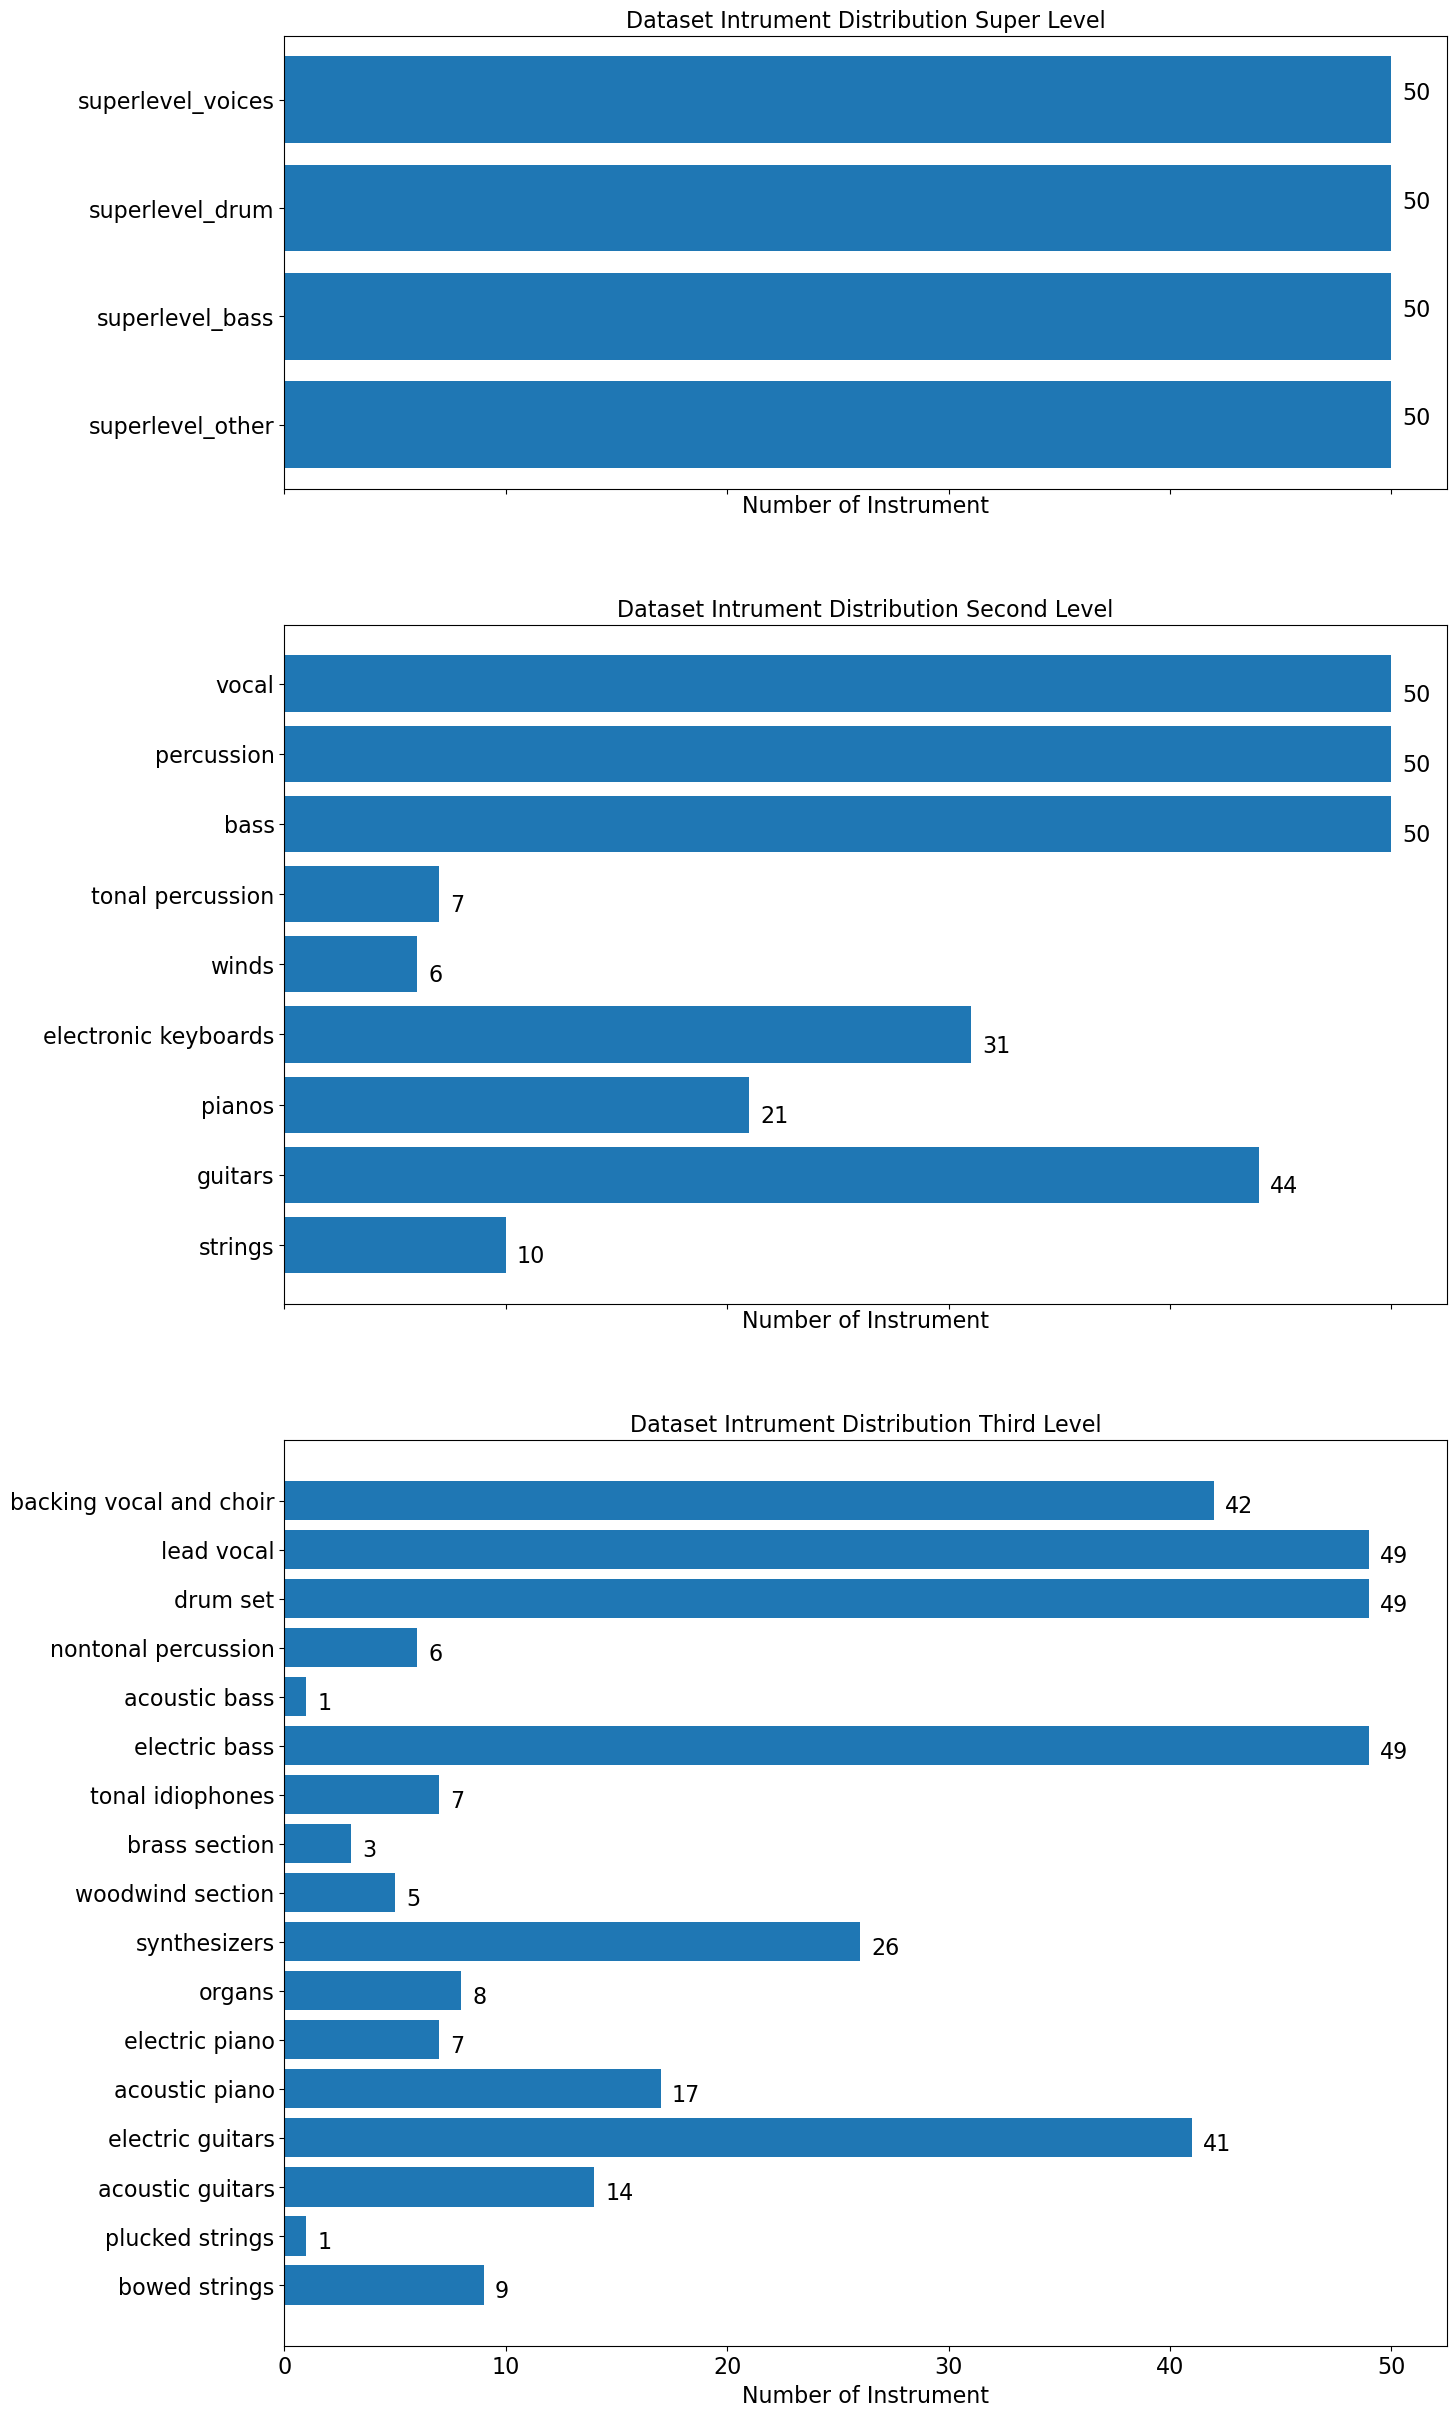 Dataset Intrument Distribution Super Level
superlevel_voices
50
superlevel_drum
50
superlevel_bass
50
superlevel_other
50
Number of Instrument
Dataset Intrument Distribution Second Level
vocal
50
percussion
50
bass
50
tonal percussion
7
winds
6
electronic keyboards
31
pianos
21
guitars
44
strings
10
Number of Instrument
Dataset Intrument Distribution Third Level
backing vocal and choir
42
lead vocal
49
drum set
49
nontonal percussion
6
acoustic bass
1
electric bass
49
tonal idiophones
7
brass section
3
woodwind section
5
synthesizers
26
organs
8
electric piano
7
acoustic piano
17
electric guitars
41
acoustic guitars
14
plucked strings
1
bowed strings
9
0 10 20 30 40 50
Number of Instrument